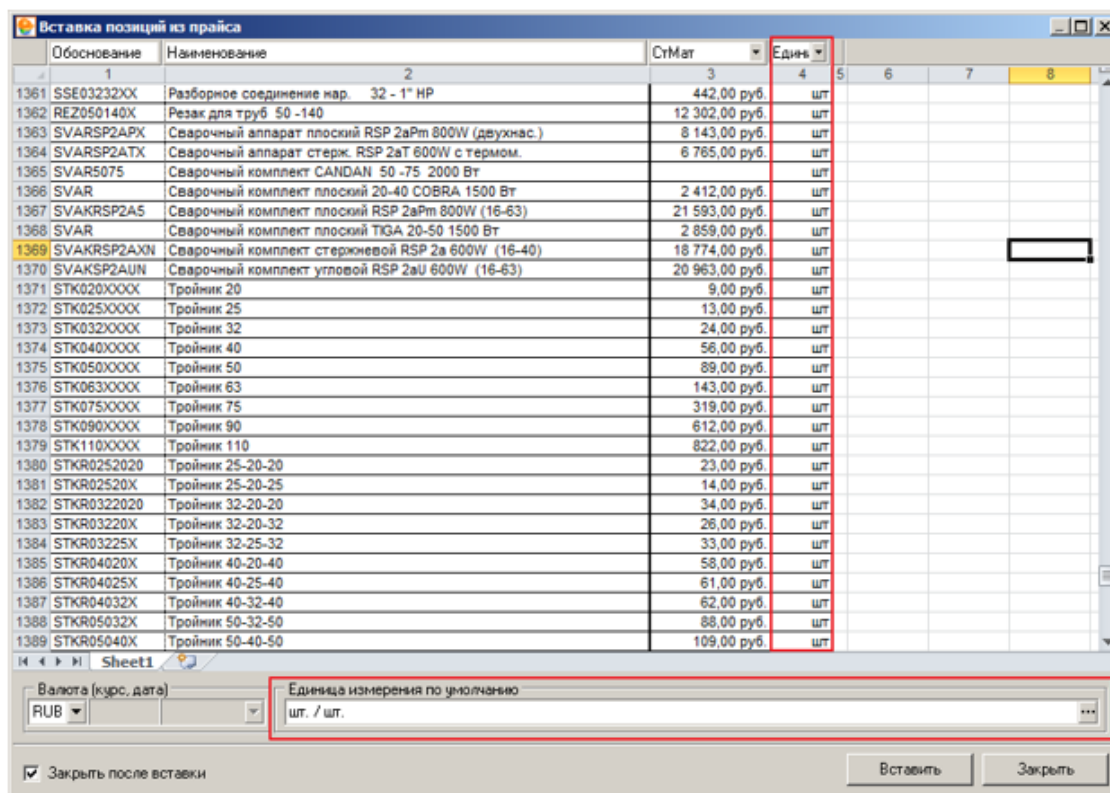 Вставка позиций из прайса
Обоснование Наименование СтМат Едини
1 2 3 4 5 6 7 8
1361 SSE03232XX Разборное соединение нар. 32 - 1" НР 442,00 руб. шт
1362 REZ050140X Резак для труб 50 -140 12 302,00 руб. шт
1363 SVARSP2APX Сварочный аппарат плоский RSP 2aPm 800W (двухнас.) 8 143,00 руб. шт
1364 SVARSP2ATX Сварочный аппарат стерж. RSP 2aT 600W с термом. 6 765,00 руб. шт
1365 SVAR5075 Сварочный комплект CANDAN 50 -75 2000 Вт шт
1366 SVAR Сварочный комплект плоский 20-40 COBRA 1500 Вт 2 412,00 руб. шт
1367 SVAKRSP2A5 Сварочный комплект плоский RSP 2aPm 800W (16-63) 21 593,00 руб. шт
1368 SVAR Сварочный комплект плоский TIGA 20-50 1500 Вт 2 859,00 руб. шт
1369 SVAKRSP2AXN Сварочный комплект стержневой RSP 2a 600W (16-40) 18 774,00 руб. шт
1370 SVAKSP2AUN Сварочный комплект угловой RSP 2aU 600W (16-63) 20 963,00 руб. шт
1371 STK020XXXX Тройник 20 9,00 руб. шт
1372 STK025XXXX Тройник 25 13,00 руб. шт
1373 STK032XXXX Тройник 32 24,00 руб. шт
1374 STK040XXXX Тройник 40 56,00 руб. шт
1375 STK050XXXX Тройник 50 89,00 руб. шт
1376 STK063XXXX Тройник 63 143,00 руб. шт
1377 STK075XXXX Тройник 75 319,00 руб. шт
1378 STK090XXXX Тройник 90 612,00 руб. шт
1379 STK110XXXX Тройник 110 822,00 руб. шт
1380 STKR0252020 Тройник 25-20-20 23,00 руб. шт
1381 STKR02520X Тройник 25-20-25 14,00 руб. шт
1382 STKR0322020 Тройник 32-20-20 34,00 руб. шт
1383 STKR03220X Тройник 32-20-32 26,00 руб. шт
1384 STKR03225X Тройник 32-25-32 33,00 руб. шт
1385 STKR04020X Тройник 40-20-40 58,00 руб. шт
1386 STKR04025X Тройник 40-25-40 61,00 руб. шт
1387 STKR04032X Тройник 40-32-40 62,00 руб. шт
1388 STKR05032X Тройник 50-32-50 88,00 руб. шт
1389 STKR05040X Тройник 50-40-50 109,00 руб. шт
Sheet1
Валюта (курс, дата) Единица измерения по умолчанию
RUB шт. / шт. ...
Закрыть после вставки Вставить Закрыть